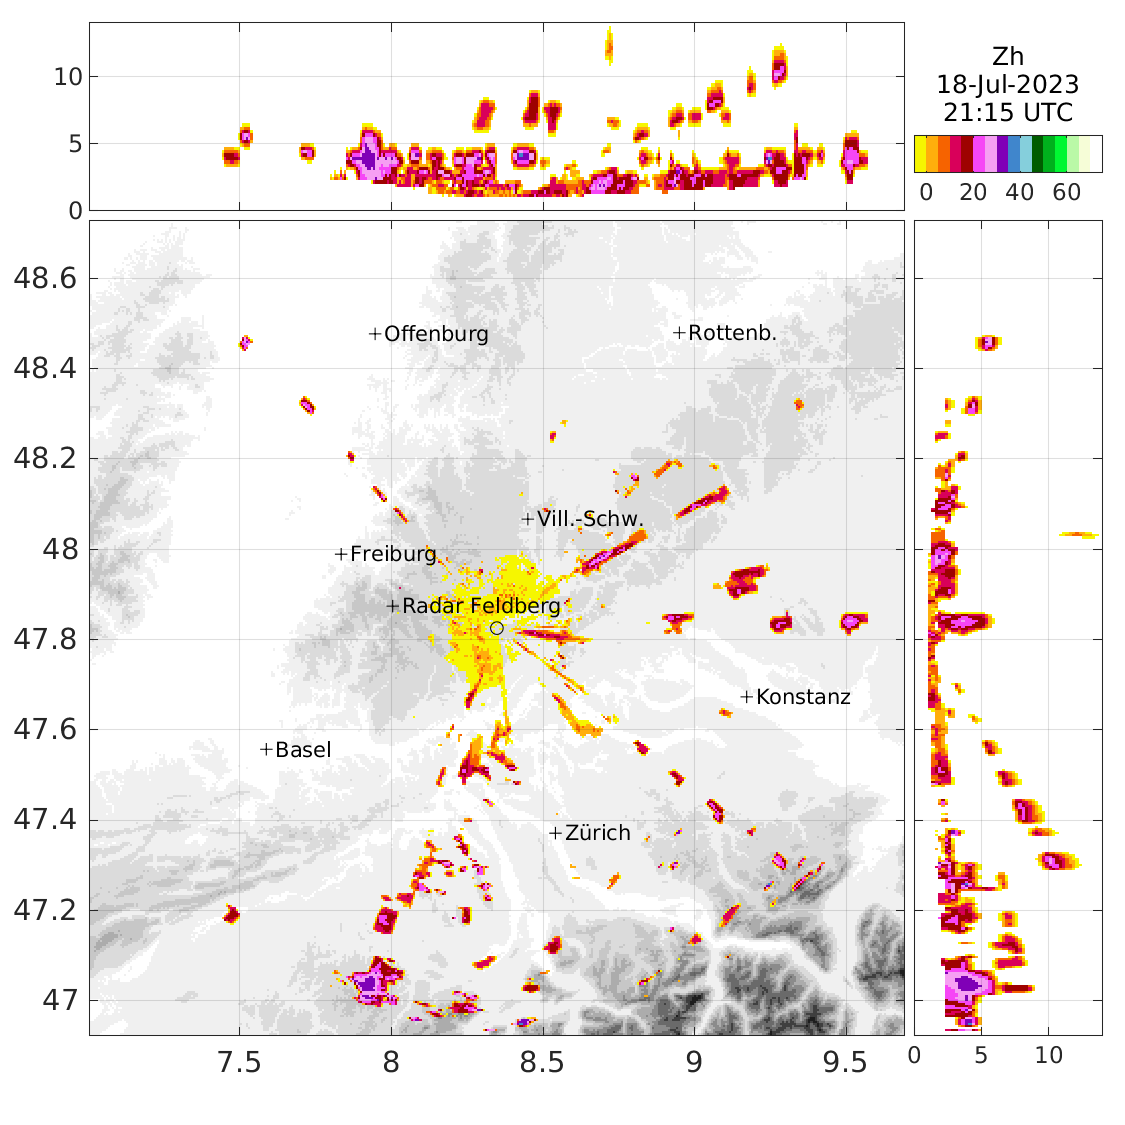 10
5
0
Zh
18-Jul-2023
21:15 UTC
0 20 40 60
48.6
48.4
48.2
48
47.8
47.6
47.4
47.2
47
+Offenburg
+Rottenb.
+Vill.-Schw.
+Freiburg
+Radar Feldberg
+Konstanz
+Basel
+Zürich
7.5 8 8.5 9 9.5
0 5 10